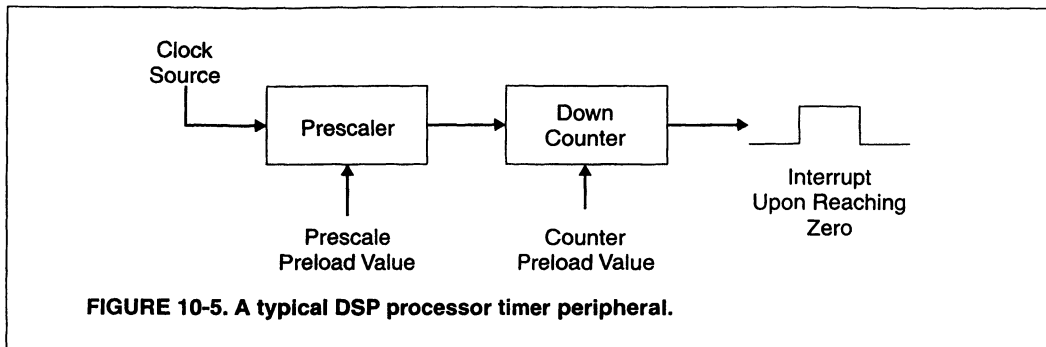 Clock
Source
Prescaler
Down
Counter
Interrupt
Upon Reaching
Zero
Prescale
Preload Value
Counter
Preload Value
FIGURE 10-5. A typical DSP processor timer peripheral.